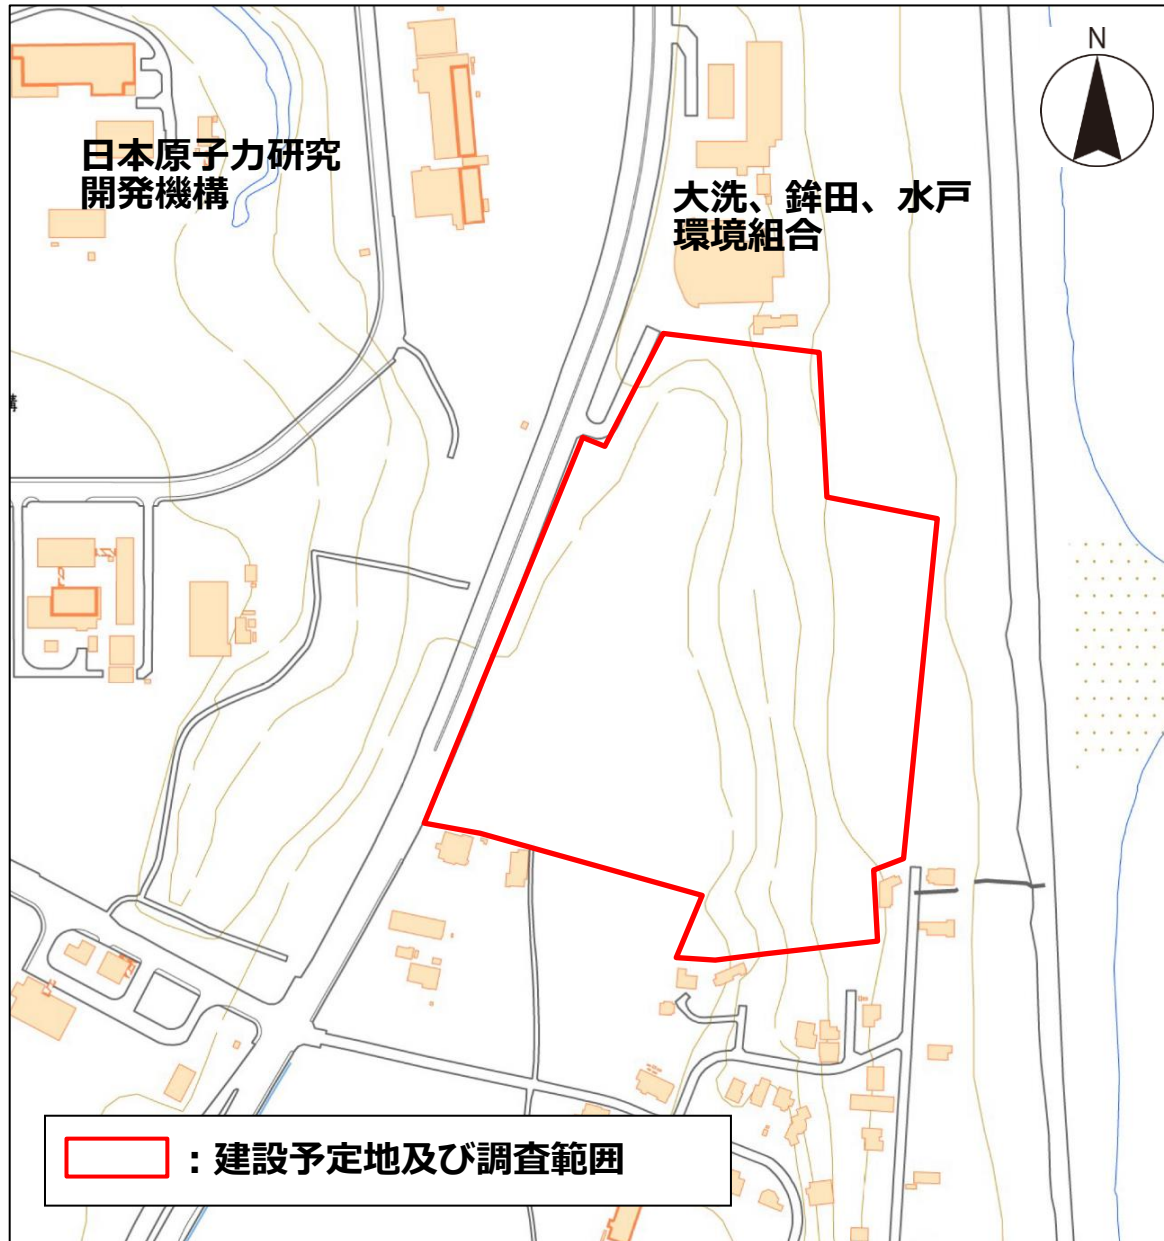 N
日本原子力研究
開発機構
大洗、鉾田、水戸
環境組合
構
：建設予定地及び調査範囲